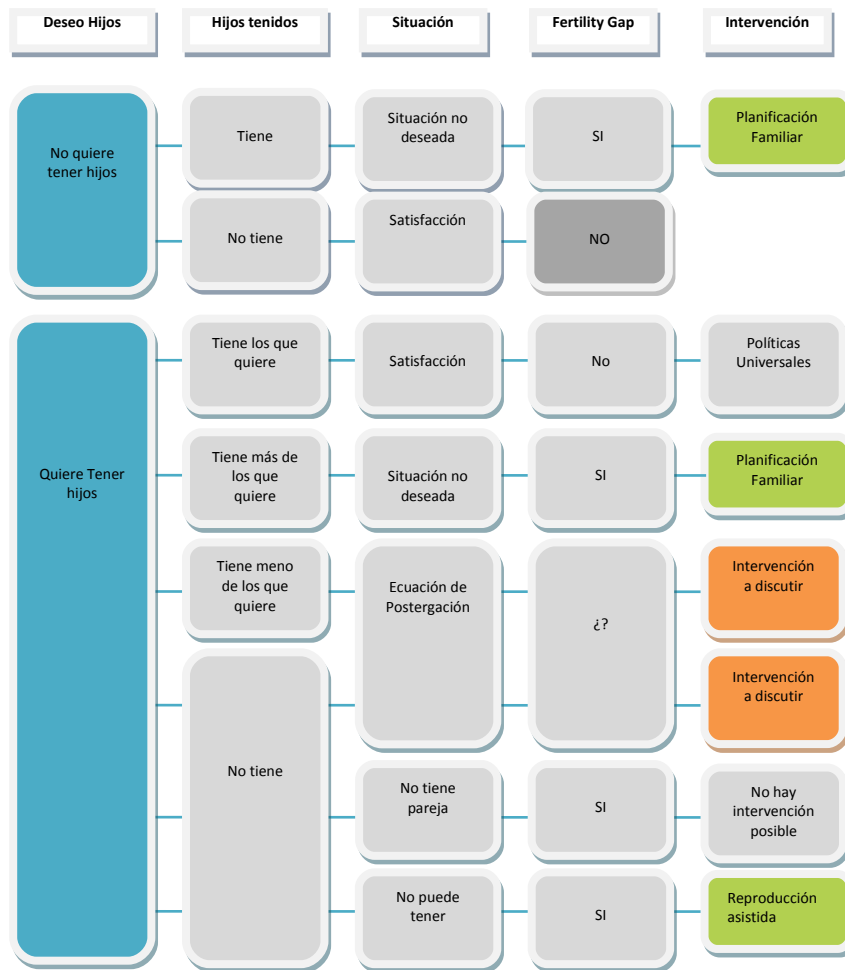 Deseo Hijos
Hijos tenidos
Situación
Fertility Gap
Intervención
No quiere
tener hijos
Tiene
Situación no
deseada
SI
Planificación
Familiar
No tiene
Satisfacción
NO
Quiere Tener
hijos
Tiene los que
quiere
Satisfacción
No
Políticas
Universales
Tiene más de
los que
quiere
Situación no
deseada
SI
Planificación
Familiar
Tiene meno
de los que
quiere
Ecuación de
Postergación
¿?
Intervención
a discutir
Intervención
a discutir
No tiene
No tiene
pareja
SI
No hay
intervención
posible
No puede
tener
SI
Reproducción
asistida